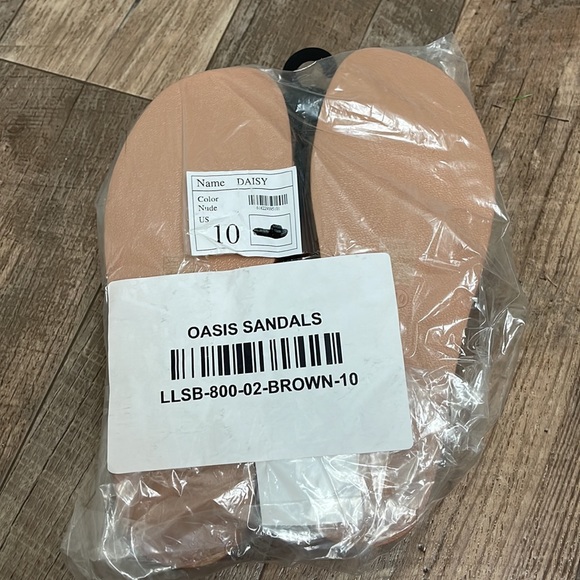 Name DAISY
Color
Nude
US
10
OASIS SANDALS
LLSB-800-02-BROWN-10